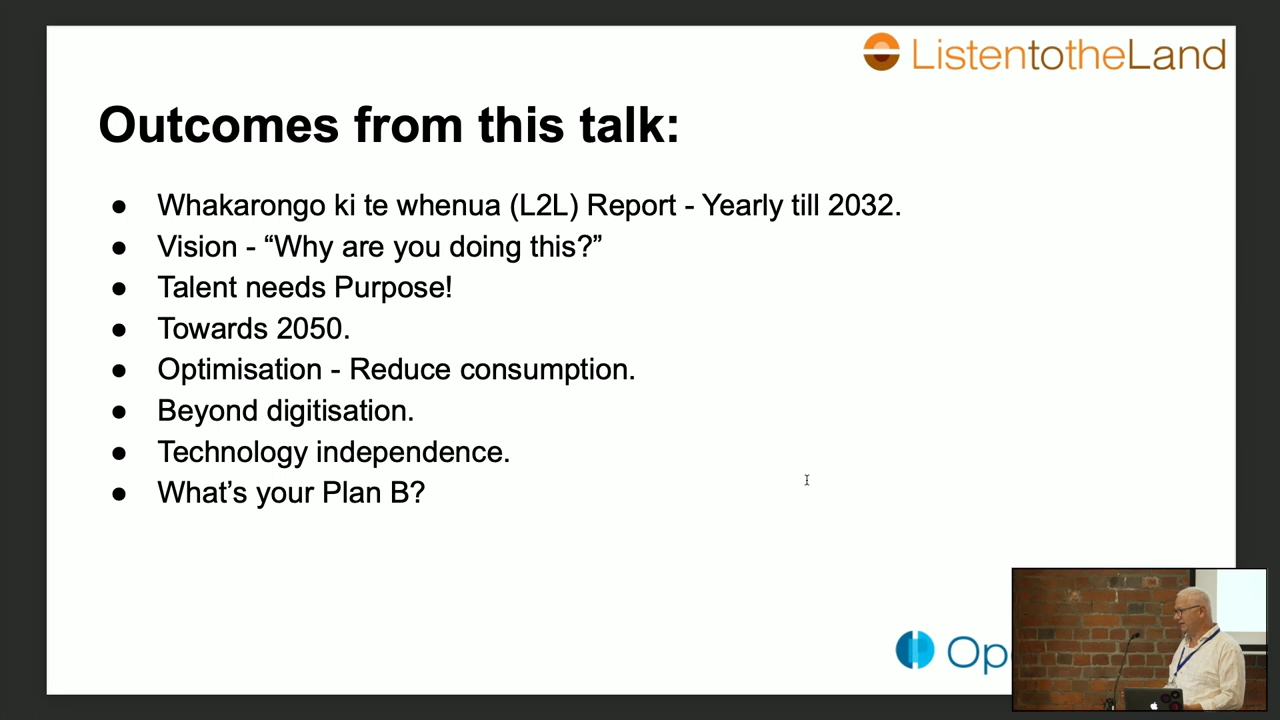 ListentotheLand
Outcomes from this talk:
● Whakarongo ki te whenua (L2L) Report - Yearly till 2032.
● Vision - “Why are you doing this?”
● Talent needs Purpose!
● Towards 2050.
● Optimisation - Reduce consumption.
● Beyond digitisation.
● Technology independence.
● What’s your Plan B?